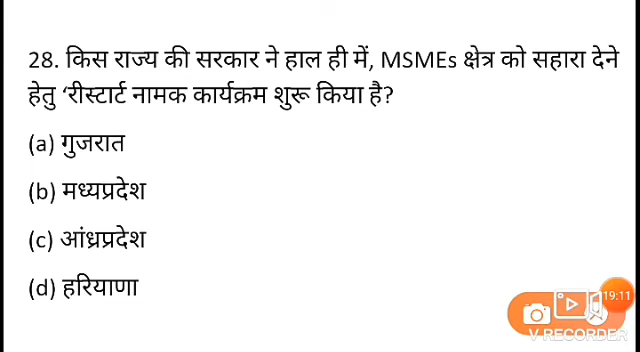 28. किस राज्य की सरकार ने हाल ही में, MSMEs क्षेत्र को सहारा देने
हेतु ‘रीस्टार्ट नामक कार्यक्रम शुरू किया है?
(a) गुजरात
(b) मध्यप्रदेश
(c) आंध्रप्रदेश
(d) हरियाणा
19:11
V RECORDER